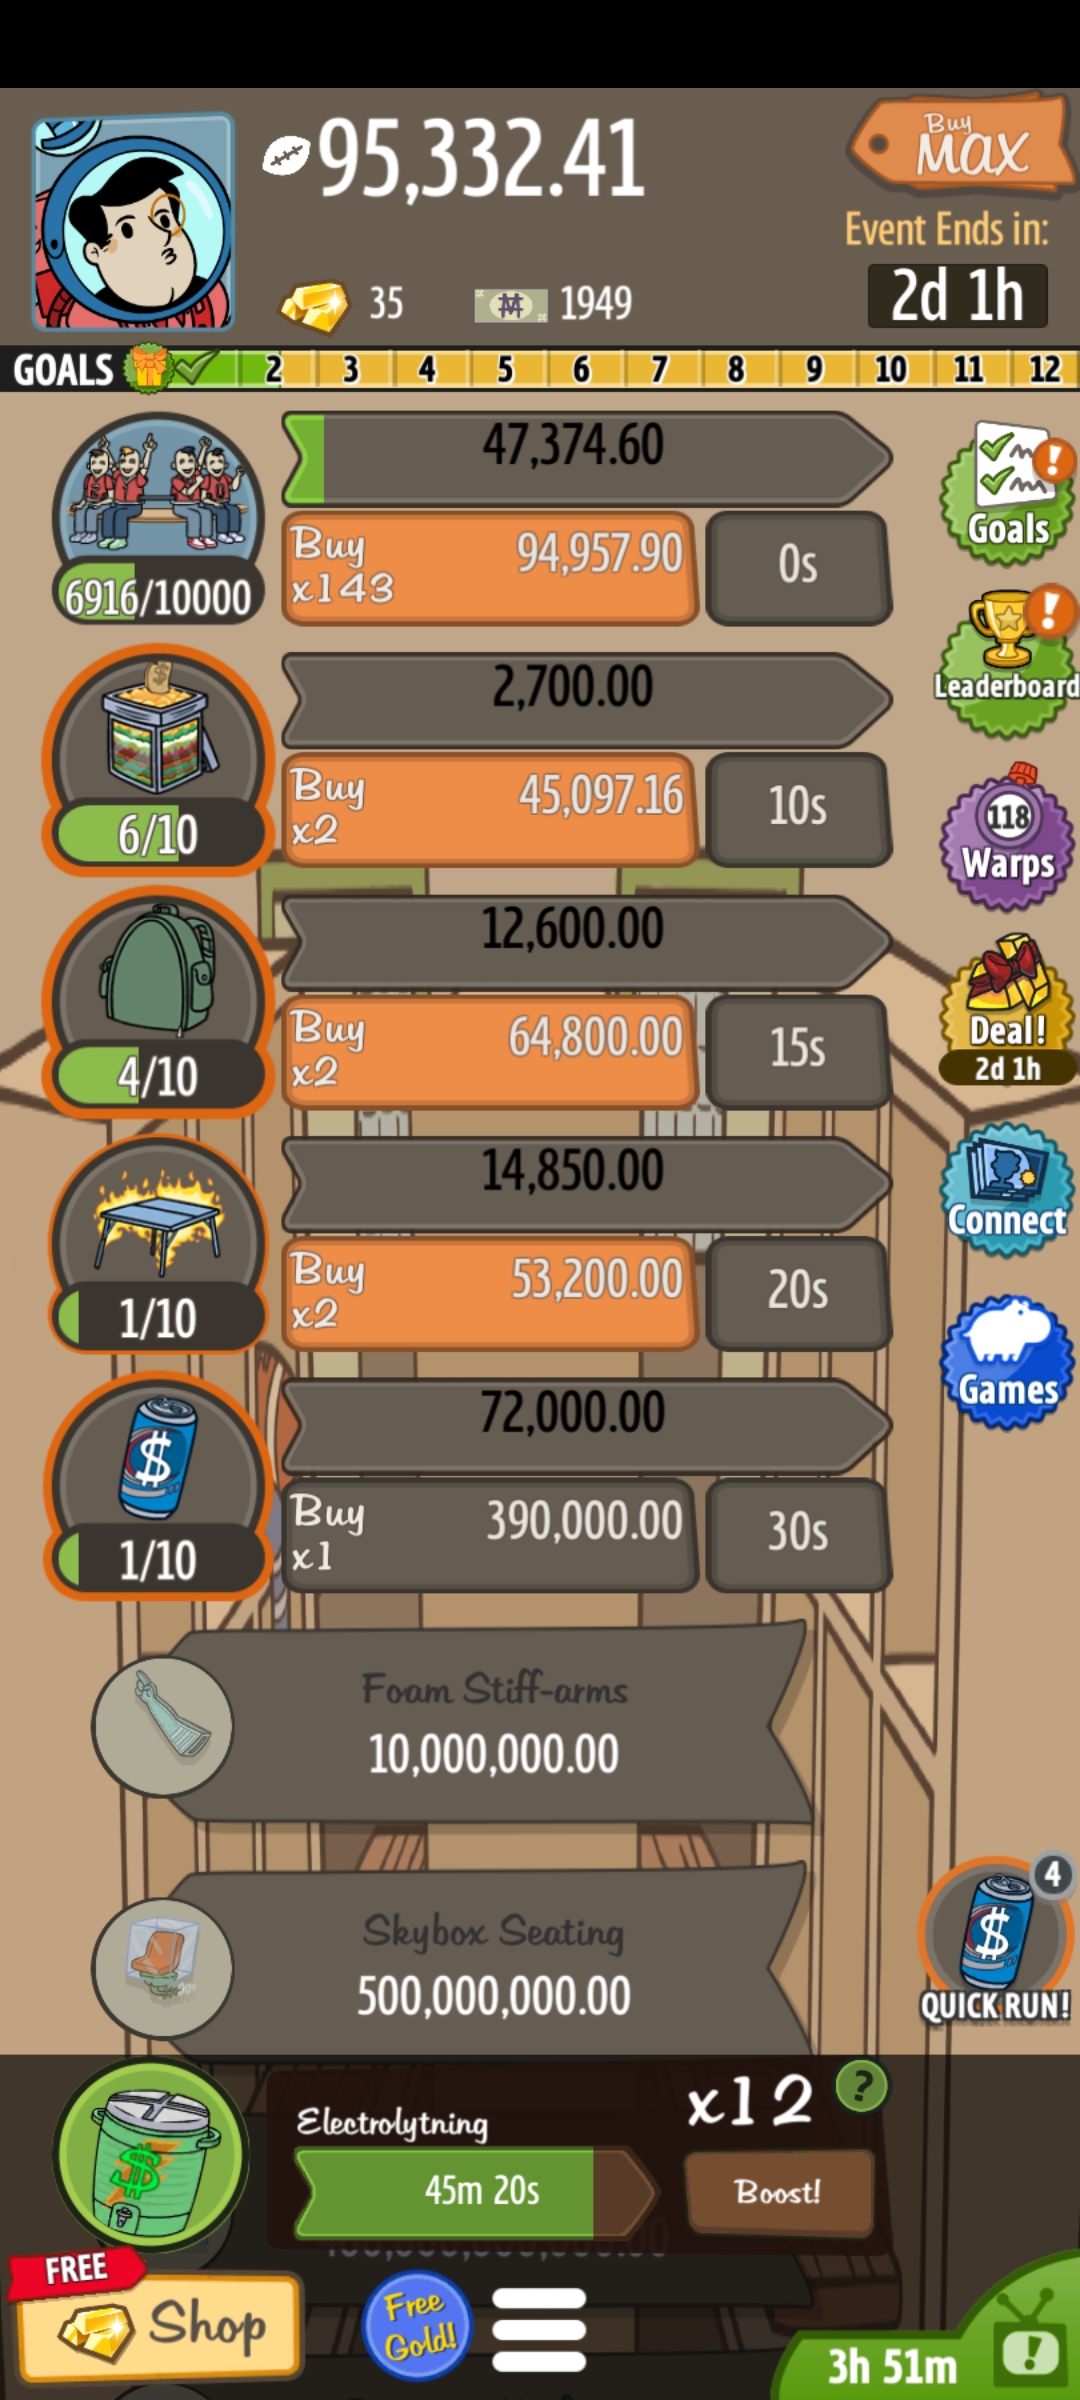 95,332.41
Buy
MAX
Event Ends in:
35
1949
2d 1h
GOALS 2 3 4 5 6 7 8 9 10 11 12
47,374.60
Buy
x143
94,957.90
0s
6916/10000
Goals
2,700.00
Buy
x2
45,097.16
10s
6/10
Leaderboard
12,600.00
Buy
x2
64,800.00
15s
4/10
118
Warps
14,850.00
Buy
x2
53,200.00
20s
1/10
Deal!
2d 1h
72,000.00
Buy
x1
390,000.00
30s
1/10
Connect
Games
Foam Stiff-arms
10,000,000.00
Skybox Seating
500,000,000.00
4
QUICK RUN!
Electrolytning
x12
?
45m 20s
Boost!
FREE
Shop
Free
Gold!
3h 51m